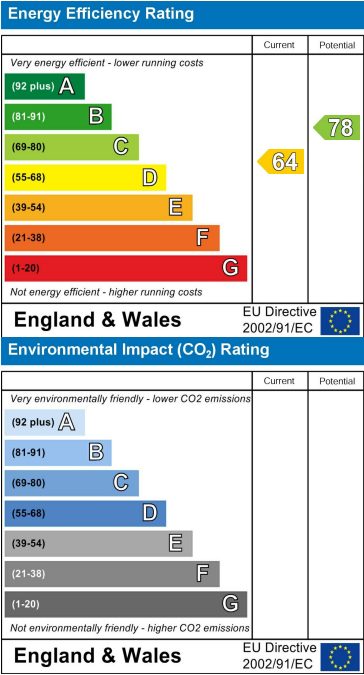 Energy Efficiency Rating
Current Potential
Very energy efficient - lower running costs
(92 plus) A
(81-91) B
(69-80) C
(55-68) D
(39-54) E
(21-38) F
(1-20) G
64
78
Not energy efficient - higher running costs
England & Wales
EU Directive
2002/91/EC
Environmental Impact (CO₂) Rating
Current Potential
Very environmentally friendly - lower CO2 emissions
(92 plus) A
(81-91) B
(69-80) C
(55-68) D
(39-54) E
(21-38) F
(1-20) G
Not environmentally friendly - higher CO2 emissions
England & Wales
EU Directive
2002/91/EC